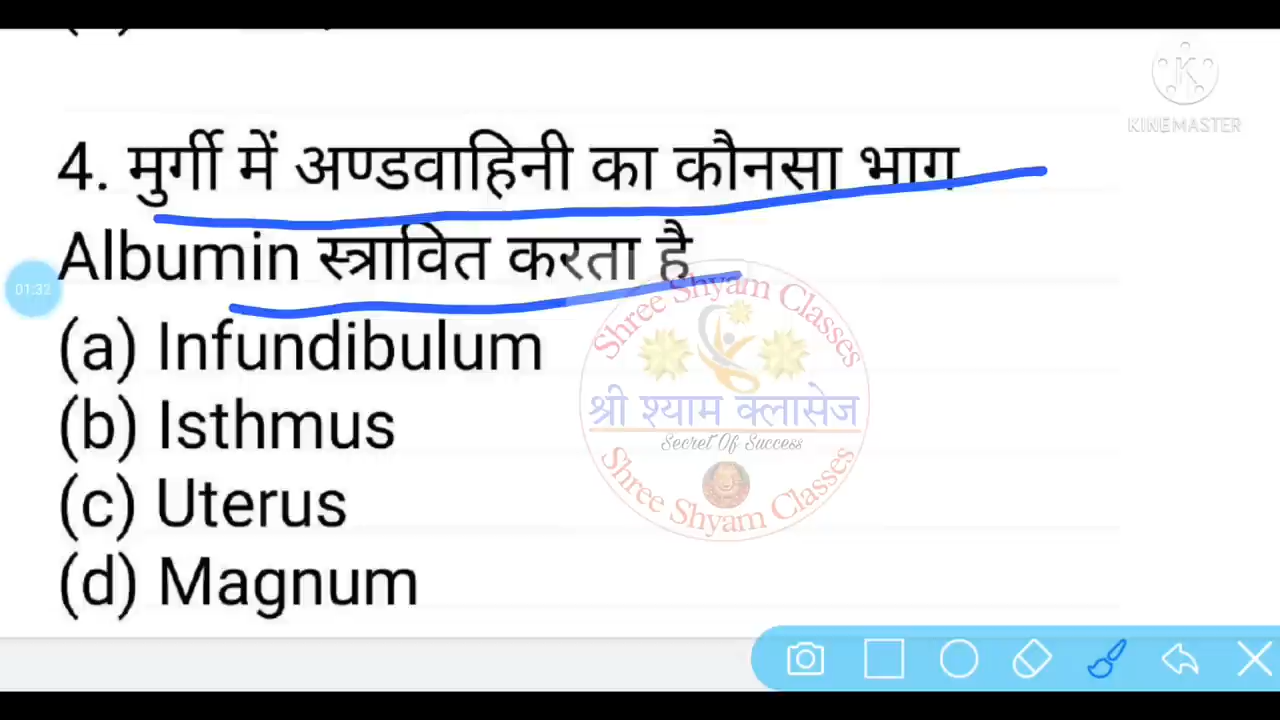 KINEMASTER
4. मुर्गी में अण्डवाहिनी का कौनसा भाग
Albumin स्त्रावित करता है
01:32
(a) Infundibulum
(b) Isthmus
(c) Uterus
(d) Magnum
Shree Shyam Classes
श्री श्याम क्लासेज
Secret Of Success
Shree Shyam Classes